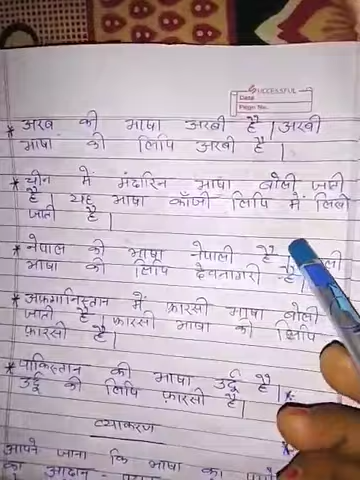 SUCCESSFUL
Date
Page No.
* अरब की भाषा अरबी है। अरबी
भाषा की लिपि अरबी है।
* चीन में मंदारिन भाषा बोली जाती
है। यह भाषा काँजी लिपि में लिखी
जाती है।
* नेपाल की भाषा नेपाली है
भाषा की लिपि देवनागरी है।
* अफ़गानिस्तान में फ़ारसी भाषा बोली
जाती है। फ़ारसी भाषा की लिपि
फ़ारसी है।
* पाकिस्तान की भाषा उर्दू है।
उर्दू की लिपि फ़ारसी है।
व्याकरण
आपने जाना कि भाषा का
का आदान-